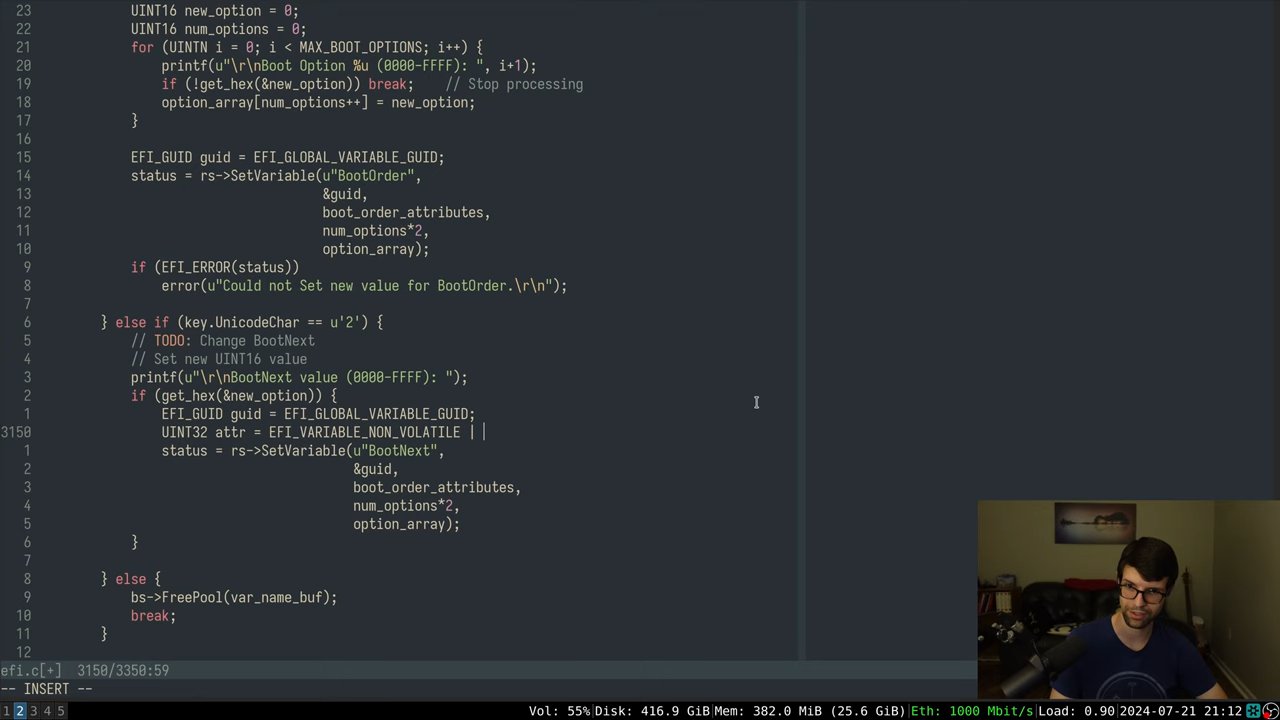 23 UINT16 new_option = 0;
22 UINT16 num_options = 0;
21 for (UINTN i = 0; i < MAX_BOOT_OPTIONS; i++) {
20 printf(u"\r\nBoot Option %u (0000-FFFF): ", i+1);
19 if (!get_hex(&new_option)) break; // Stop processing
18 option_array[num_options++] = new_option;
17 }
16
15 EFI_GUID guid = EFI_GLOBAL_VARIABLE_GUID;
14 status = rs->SetVariable(u"BootOrder",
13 &guid,
12 boot_order_attributes,
11 num_options*2,
10 option_array);
9 if (EFI_ERROR(status))
8 error(u"Could not Set new value for BootOrder.\r\n");
7
6 } else if (key.UnicodeChar == u'2') {
5 // TODO: Change BootNext
4 // Set new UINT16 value
3 printf(u"\r\nBootNext value (0000-FFFF): ");
2 if (get_hex(&new_option)) {
1 EFI_GUID guid = EFI_GLOBAL_VARIABLE_GUID;
3150 UINT32 attr = EFI_VARIABLE_NON_VOLATILE |
1 status = rs->SetVariable(u"BootNext",
2 &guid,
3 boot_order_attributes,
4 num_options*2,
5 option_array);
6 }
7
8 } else {
9 bs->FreePool(var_name_buf);
10 break;
11 }
12
efi.c[+] 3150/3350:59
-- INSERT --
1 2 3 4 5 Vol: 55%|Disk: 416.9 GiB|Mem: 382.0 MiB (25.6 GiB)|Eth: 1000 Mbit/s|Load: 0.90|2024-07-21 21:12